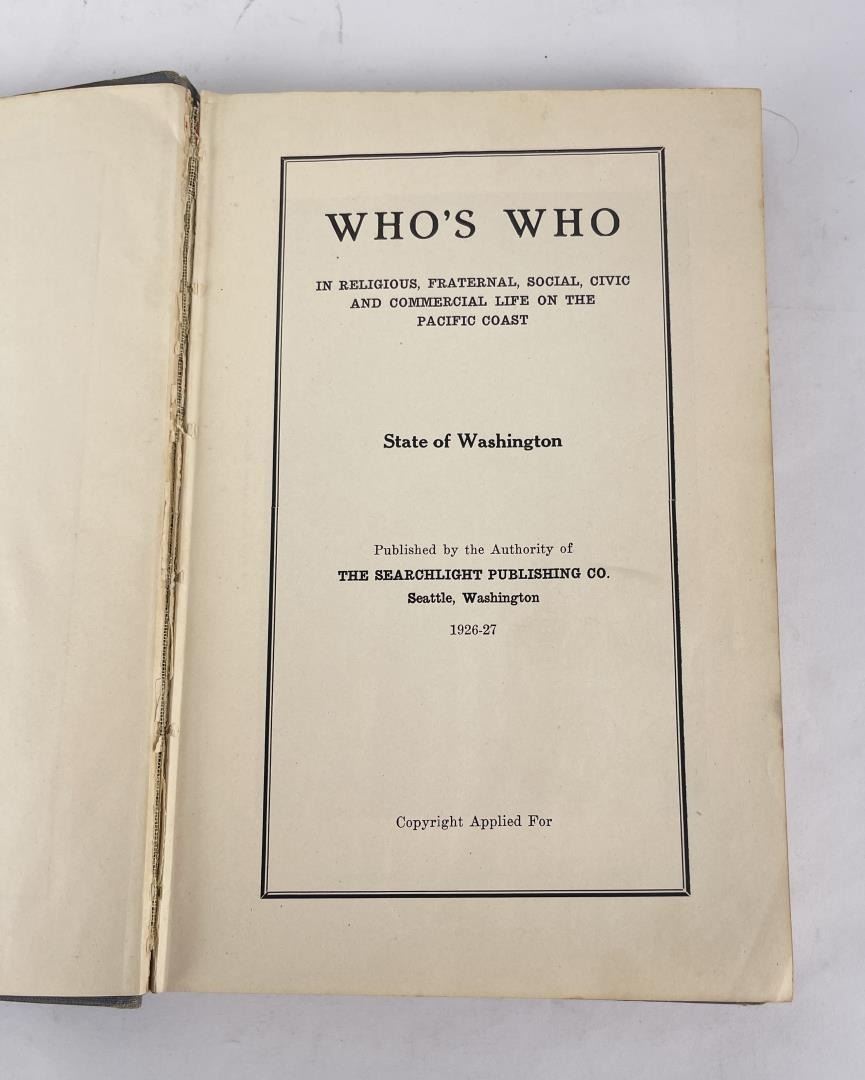 WHO'S WHO
IN RELIGIOUS, FRATERNAL, SOCIAL, CIVIC
AND COMMERCIAL LIFE ON THE
PACIFIC COAST
State of Washington
Published by the Authority of
THE SEARCHLIGHT PUBLISHING CO.
Seattle, Washington
1926-27
Copyright Applied For